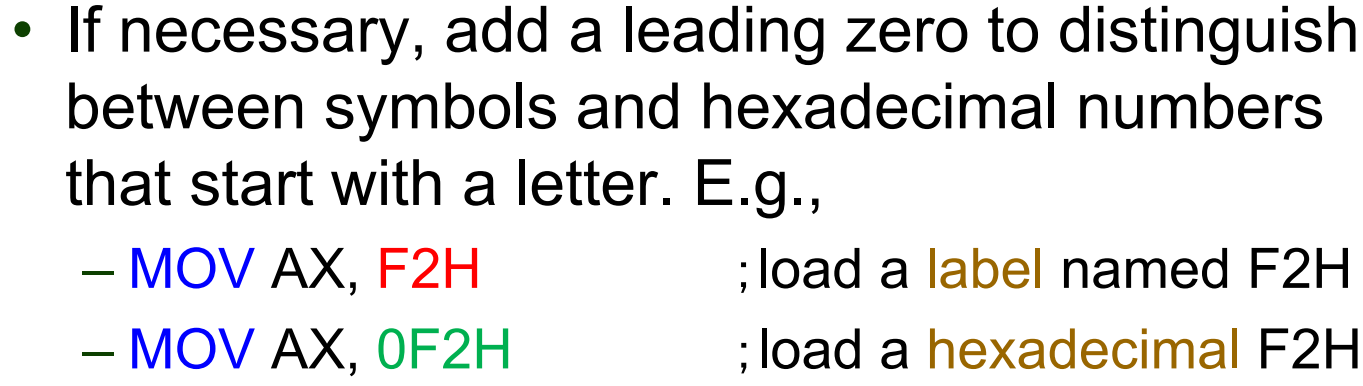 • If necessary, add a leading zero to distinguish
between symbols and hexadecimal numbers
that start with a letter. E.g.,
– MOV AX, F2H ; load a label named F2H
– MOV AX, 0F2H ; load a hexadecimal F2H